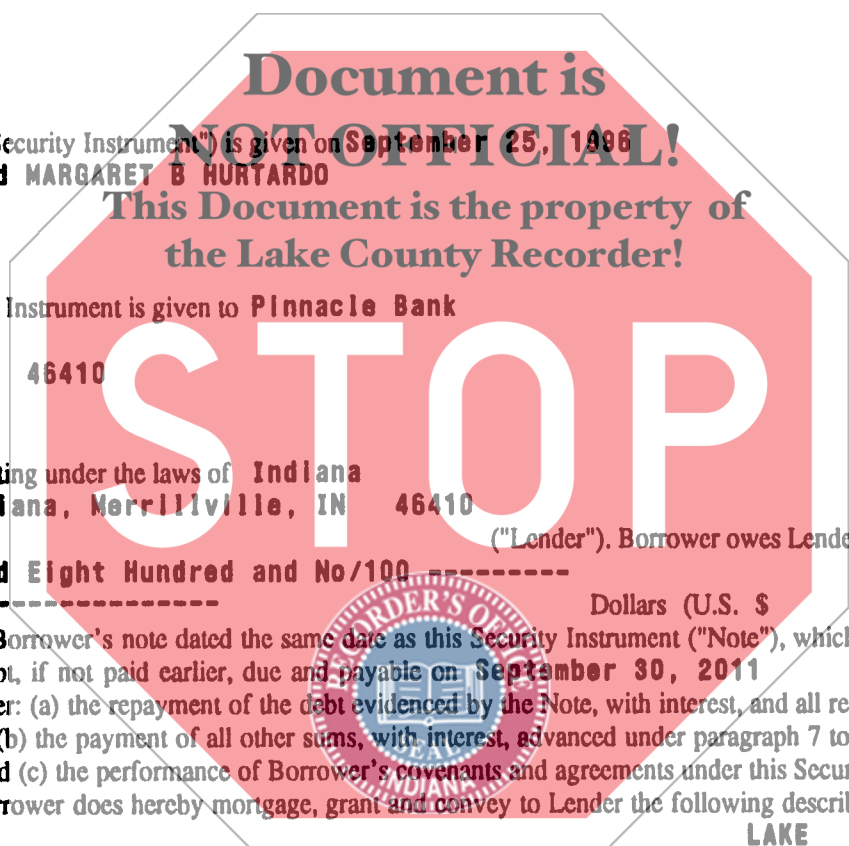 Document is
NOT OFFICIAL!
This Document is the property of
the Lake County Recorder!
STOP
ecurity Instrument") is given on September 25, 1996
d MARGARET B HURTARDO
Instrument is given to Pinnacle Bank
46410
ting under the laws of Indiana
iana, Merrillville, IN 46410
("Lender"). Borrower owes Lende
d Eight Hundred and No/100 ---------
---------------
Dollars (U.S. $
Borrower's note dated the same date as this Security Instrument ("Note"), which
bt, if not paid earlier, due and payable on September 30, 2011
er: (a) the repayment of the debt evidenced by the Note, with interest, and all re
(b) the payment of all other sums, with interest, advanced under paragraph 7 to
d (c) the performance of Borrower's covenants and agreements under this Secur
rower does hereby mortgage, grant and convey to Lender the following describ
LAKE
RECORDER'S OFFICE
INDIANA